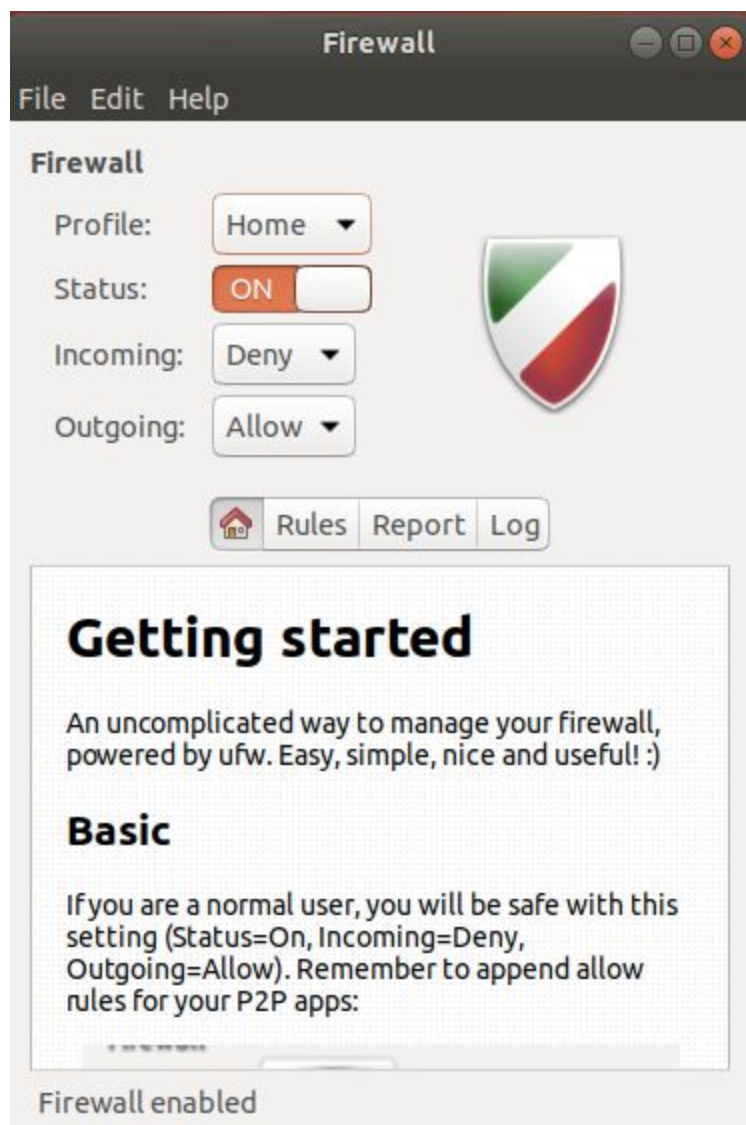 Firewall
File Edit Help
Firewall
Profile: Home
Status: ON
Incoming: Deny
Outgoing: Allow
Rules Report Log
Getting started
An uncomplicated way to manage your firewall,
powered by ufw. Easy, simple, nice and useful! :)
Basic
If you are a normal user, you will be safe with this
setting (Status=On, Incoming=Deny,
Outgoing=Allow). Remember to append allow
rules for your P2P apps:
Firewall enabled